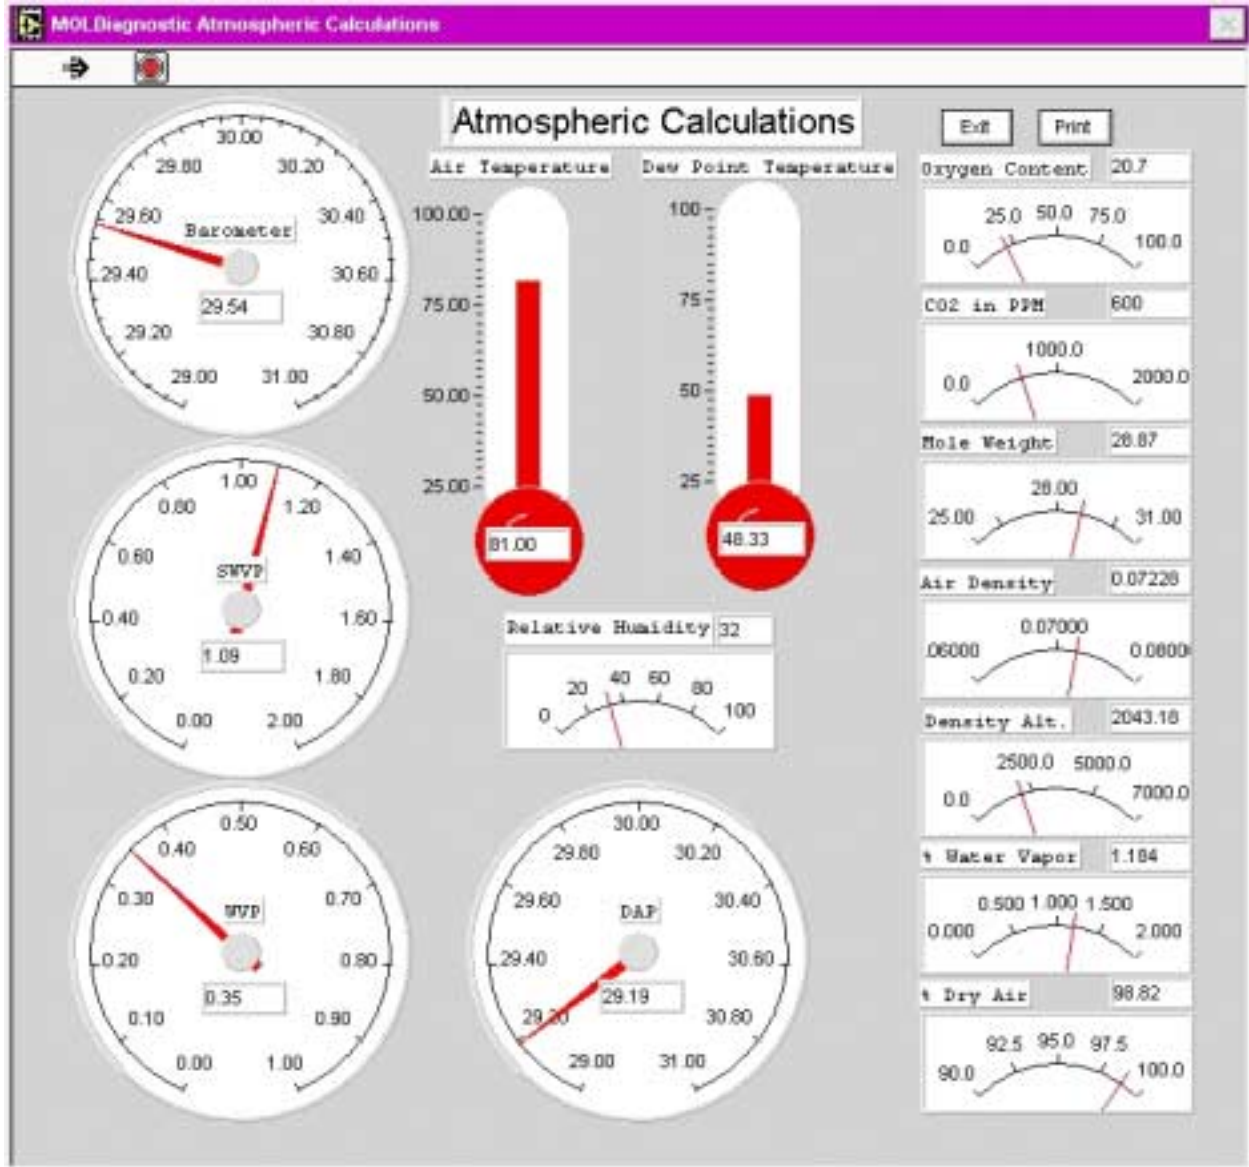 MOLDiagnostic Atmospheric Calculations
Atmospheric Calculations
Exit Print
Air Temperature
100.00
75.00
50.00
25.00
81.00
Dew Point Temperature
100
75
50
25
48.33
Barometer
29.00 29.20 29.40 29.60 29.80 30.00 30.20 30.40 30.60 30.80 31.00
29.54
SWVP
0.00 0.20 0.40 0.60 0.80 1.00 1.20 1.40 1.60 1.80 2.00
1.09
WVP
0.00 0.10 0.20 0.30 0.40 0.50 0.60 0.70 0.80 0.90 1.00
0.35
Relative Humidity 32
0 20 40 60 80 100
DAP
29.00 29.20 29.40 29.60 29.80 30.00 30.20 30.40 30.60 30.80 31.00
29.19
Oxygen Content 20.7
0.0 25.0 50.0 75.0 100.0
CO2 in PPM 600
0.0 1000.0 2000.0
Mole Weight 28.87
25.00 28.00 31.00
Air Density 0.07228
.06000 0.07000 0.0800
Density Alt. 2043.18
0.0 2500.0 5000.0 7000.0
% Water Vapor 1.184
0.000 0.500 1.000 1.500 2.000
% Dry Air 98.82
90.0 92.5 95.0 97.5 100.0